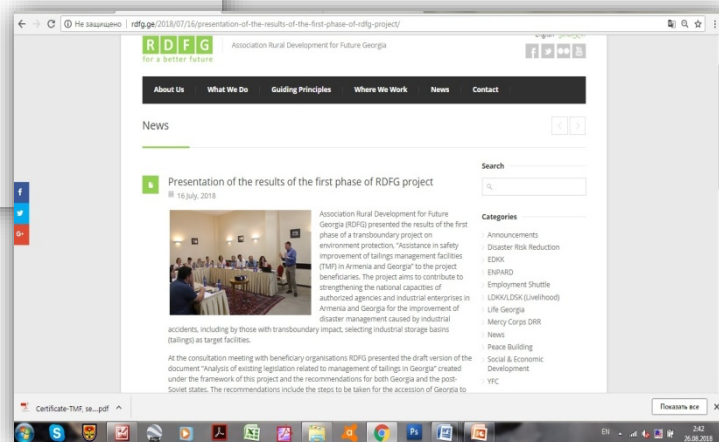 Не защищено | rdfg.ge/2018/07/16/presentation-of-the-results-of-the-first-phase-of-rdfg-project/
R D F G
for a better future
Association Rural Development for Future Georgia
About Us What We Do Guiding Principles Where We Work News Contact
News
Presentation of the results of the first phase of RDFG project
16 July, 2018
Association Rural Development for Future
Georgia (RDFG) presented the results of the first
phase of a transboundary project on
environment protection, "Assistance in safety
improvement of tailings management facilities
(TMF) in Armenia and Georgia" to the project
beneficiaries. The project aims to contribute to
strengthening the national capacities of
authorized agencies and industrial enterprises in
Armenia and Georgia for the improvement of
disaster management caused by industrial
accidents, including by those with transboundary impact, selecting industrial storage basins
(tailings) as target facilities.
At the consultation meeting with beneficiary organisations RDFG presented the draft version of the
document "Analysis of existing legislation related to management of tailings in Georgia" created
under the framework of this project and the recommendations for both Georgia and the post-
Soviet states. The recommendations include the steps to be taken for the accession of Georgia to
Search
Categories
Announcements
Disaster Risk Reduction
EDKK
ENPARD
Employment Shuttle
LDKK/LDSK (Livelihood)
Life Georgia
Mercy Corps DRR
News
Peace Building
Social & Economic
Development
YFC
Certificate-TMF, se....pdf
Показать все
EN
2:42
26.08.2018